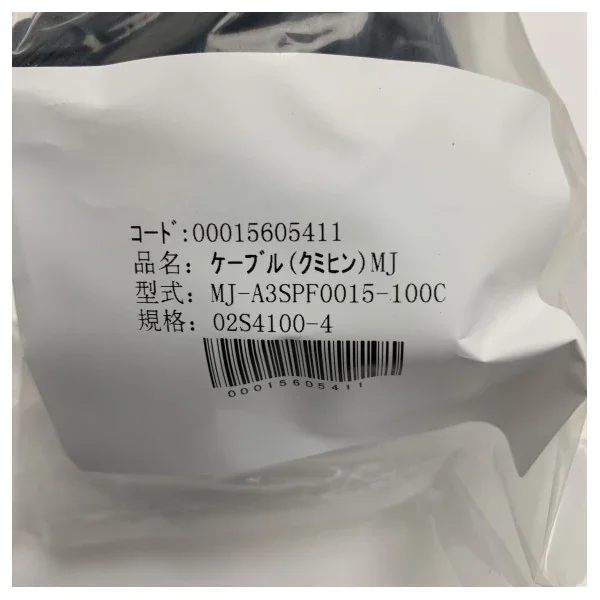 コード:00015605411
品名: ケーブル(クミヒン)MJ
型式: MJ-A3SPF0015-100C
規格: 02S4100-4
00015605411